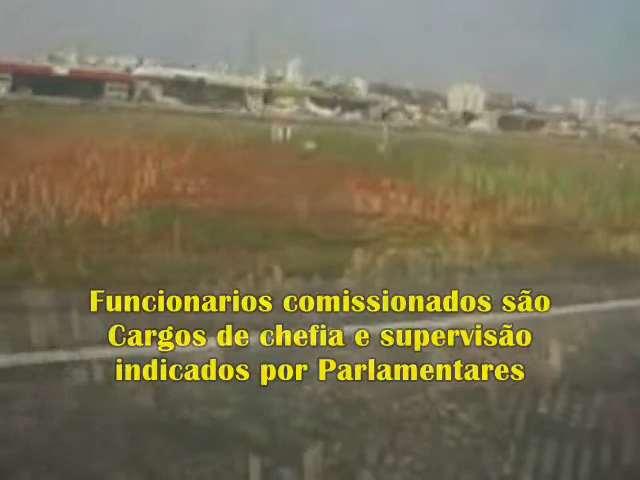 Funcionarios comissionados são
Cargos de chefia e supervisão
indicados por Parlamentares